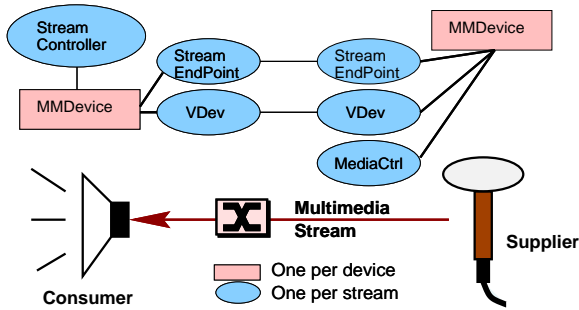 Stream
Controller
MMDevice
Stream
EndPoint
Stream
EndPoint
MMDevice
VDev
VDev
MediaCtrl
Multimedia
Stream
Supplier
Consumer
One per device
One per stream